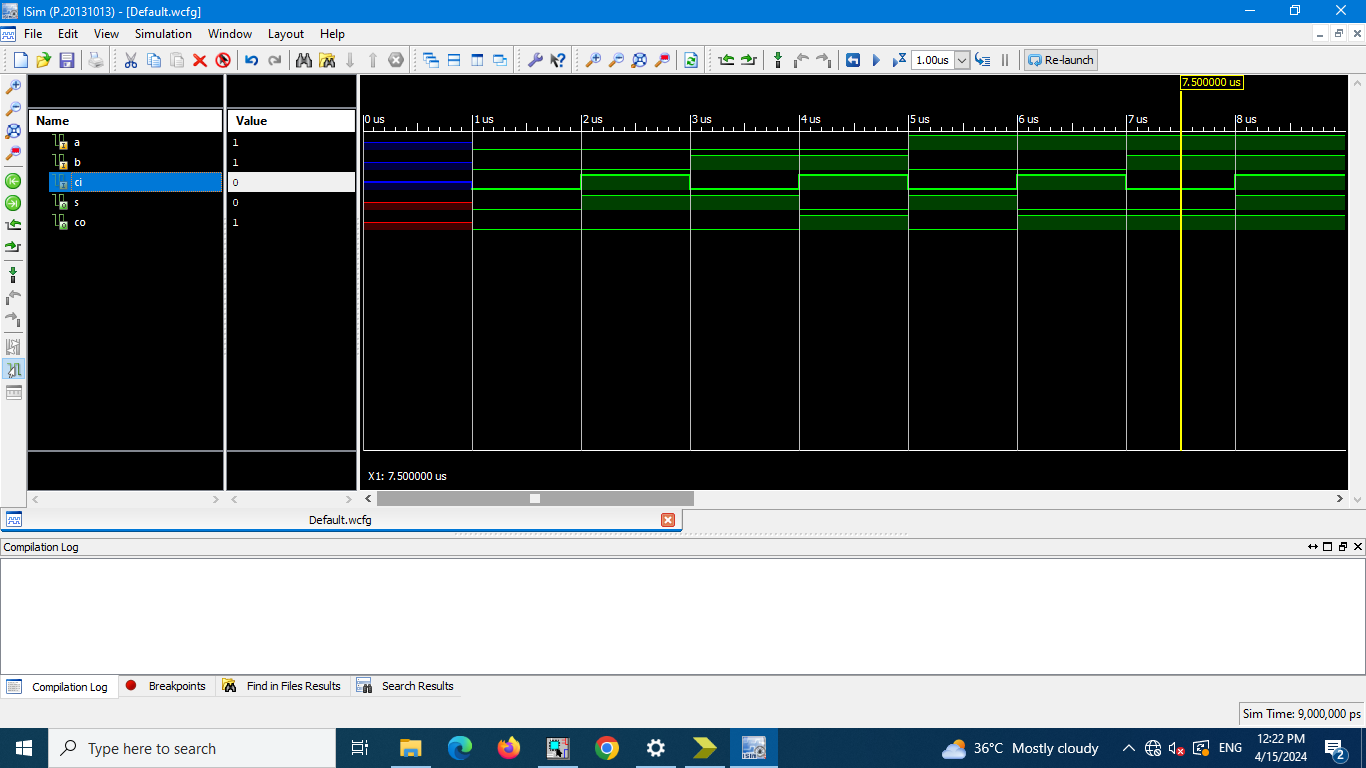 ISim (P.20131013) - [Default.wcfg]
File Edit View Simulation Window Layout Help
1.00us Re-launch
7.500000 us
Name Value
0 us 1 us 2 us 3 us 4 us 5 us 6 us 7 us 8 us
a 1
b 1
ci 0
s 0
co 1
X1: 7.500000 us
Default.wcfg
Compilation Log
Compilation Log Breakpoints Find in Files Results Search Results
Sim Time: 9,000,000 ps
Type here to search
36°C Mostly cloudy
ENG
12:22 PM
4/15/2024
2